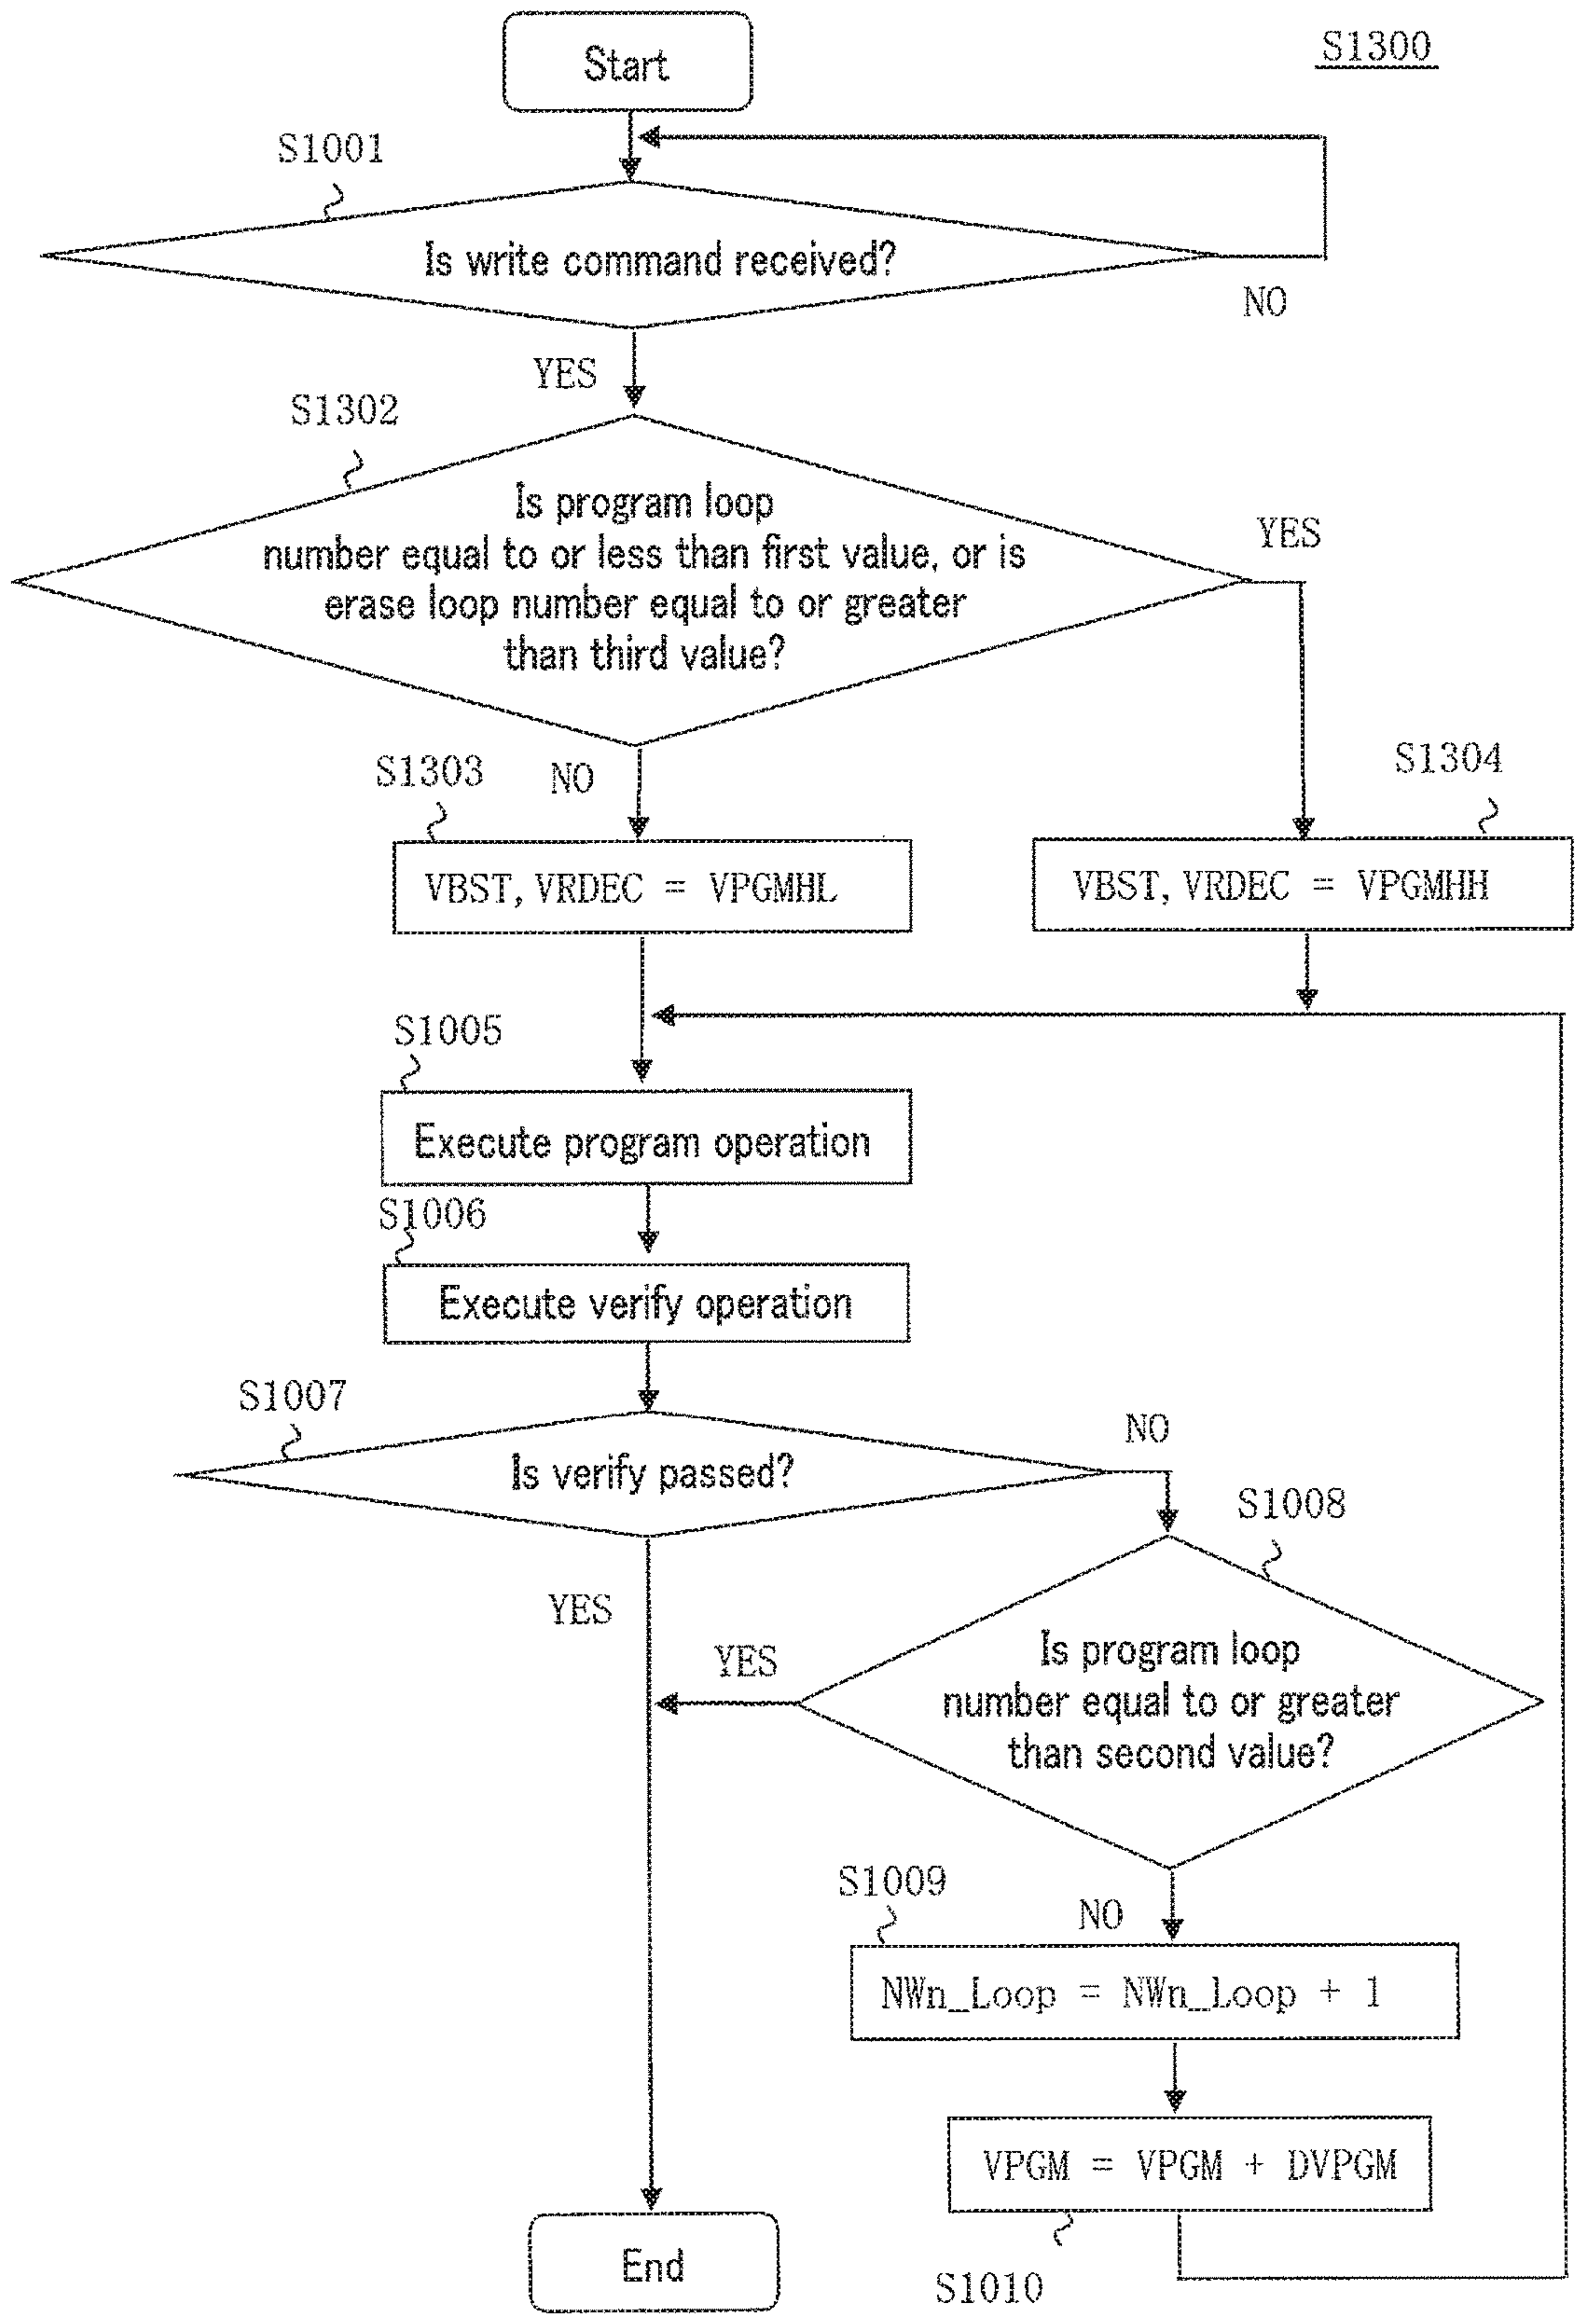 S1300
Start
S1001
Is write command received?
NO
YES
S1302
Is program loop
number equal to or less than first value, or is
erase loop number equal to or greater
than third value?
YES
NO
S1303
VBST, VRDEC = VPGMHL
S1304
VBST, VRDEC = VPGMHH
S1005
Execute program operation
S1006
Execute verify operation
S1007
Is verify passed?
NO
YES
S1008
Is program loop
number equal to or greater
than second value?
YES
NO
S1009
NWn_Loop = NWn_Loop + 1
VPGM = VPGM + DVPGM
S1010
End